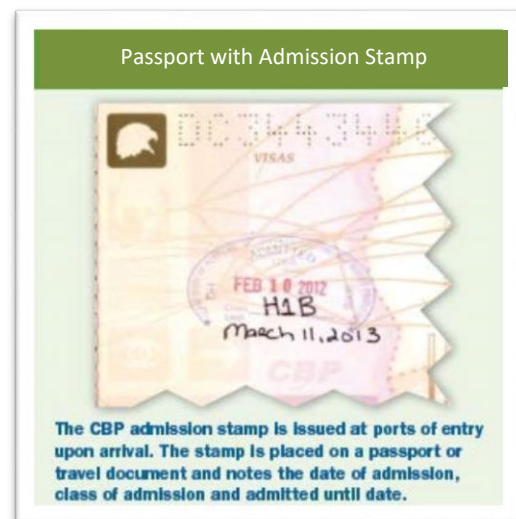 Passport with Admission Stamp
VISAS
ADMITTED
FEB 10 2012
H1B
March 11, 2013
CBP
The CBP admission stamp is issued at ports of entry
upon arrival. The stamp is placed on a passport or
travel document and notes the date of admission,
class of admission and admitted until date.